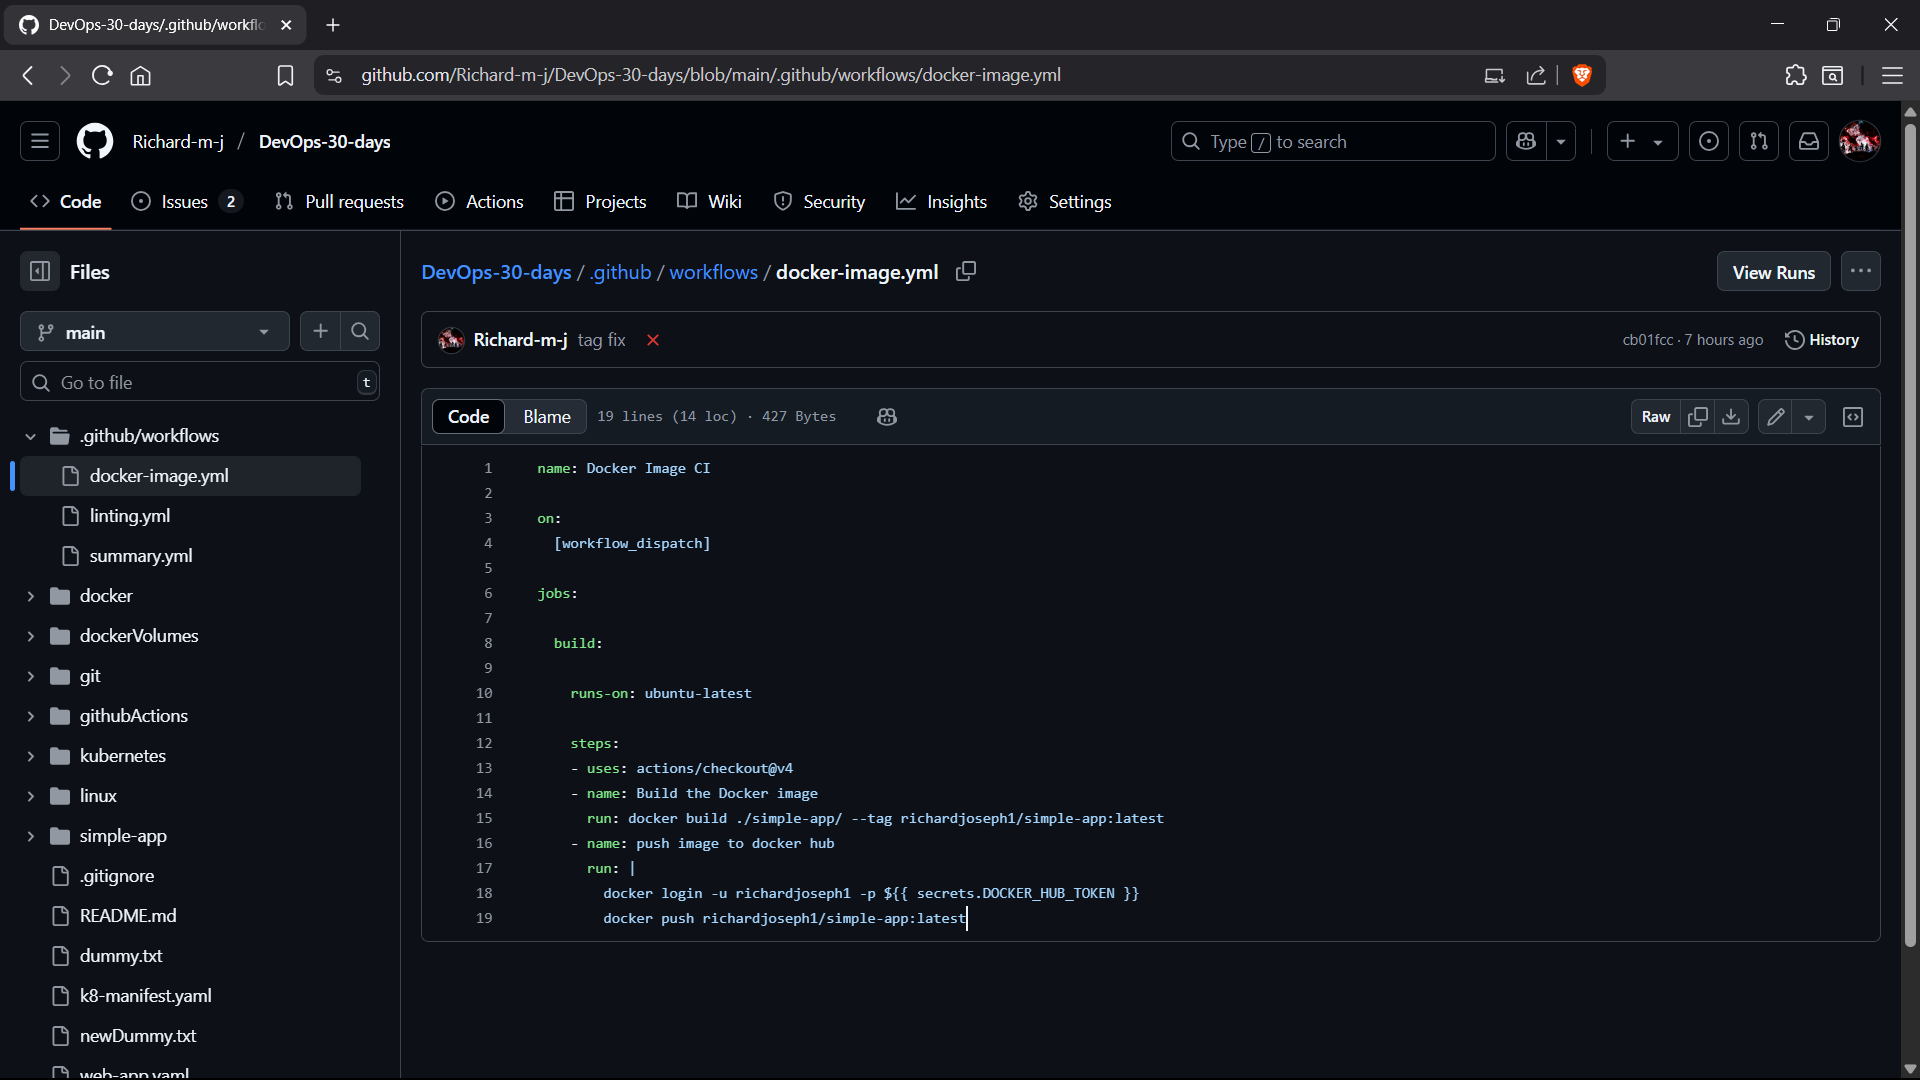 DevOps-30-days/.github/workflo
github.com/Richard-m-j/DevOps-30-days/blob/main/.github/workflows/docker-image.yml
Richard-m-j / DevOps-30-days
Type / to search
Code
Issues 2
Pull requests
Actions
Projects
Wiki
Security
Insights
Settings
Files
main
Go to file t
.github/workflows
docker-image.yml
linting.yml
summary.yml
docker
dockerVolumes
git
githubActions
kubernetes
linux
simple-app
.gitignore
README.md
dummy.txt
k8-manifest.yaml
newDummy.txt
web-app.yaml
DevOps-30-days / .github / workflows / docker-image.yml
View Runs
Richard-m-j tag fix
cb01fcc · 7 hours ago
History
Code Blame 19 lines (14 loc) · 427 Bytes
Raw
1 name: Docker Image CI
2
3 on:
4 [workflow_dispatch]
5
6 jobs:
7
8 build:
9
10 runs-on: ubuntu-latest
11
12 steps:
13 - uses: actions/checkout@v4
14 - name: Build the Docker image
15 run: docker build ./simple-app/ --tag richardjoseph1/simple-app:latest
16 - name: push image to docker hub
17 run: |
18 docker login -u richardjoseph1 -p ${{ secrets.DOCKER_HUB_TOKEN }}
19 docker push richardjoseph1/simple-app:latest